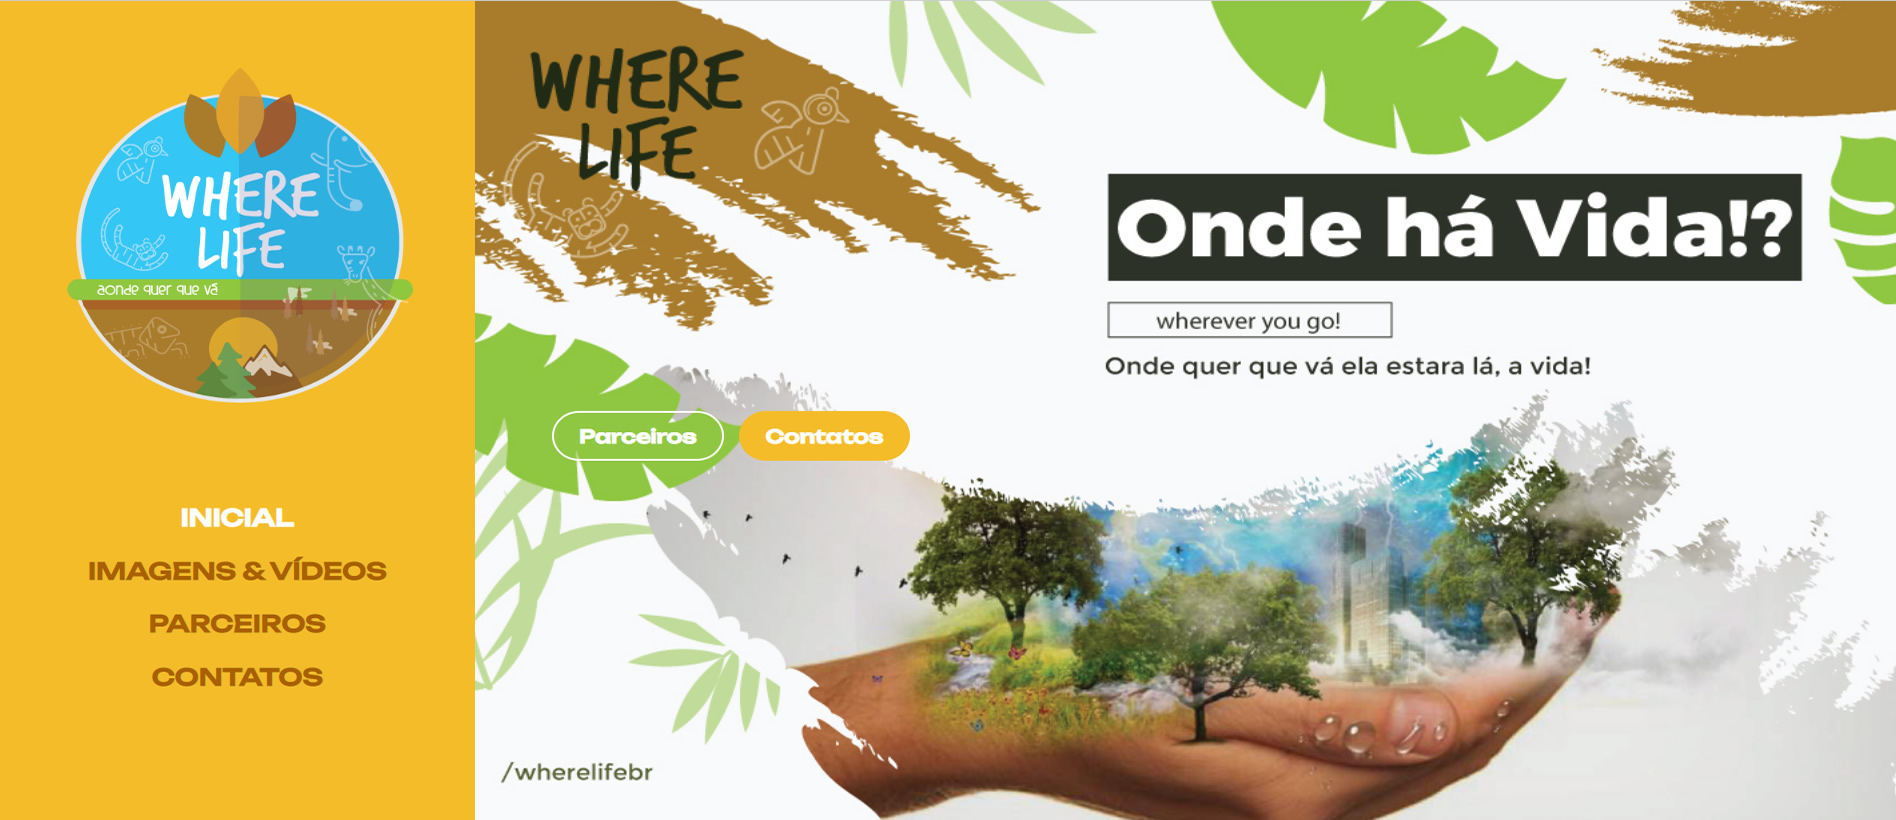 WHERE
LIFE
aonde quer que vá
INICIAL
IMAGENS & VÍDEOS
PARCEIROS
CONTATOS
WHERE
LIFE
Onde há Vida!?
wherever you go!
Onde quer que vá ela estara lá, a vida!
Parceiros
Contatos
/wherelifebr